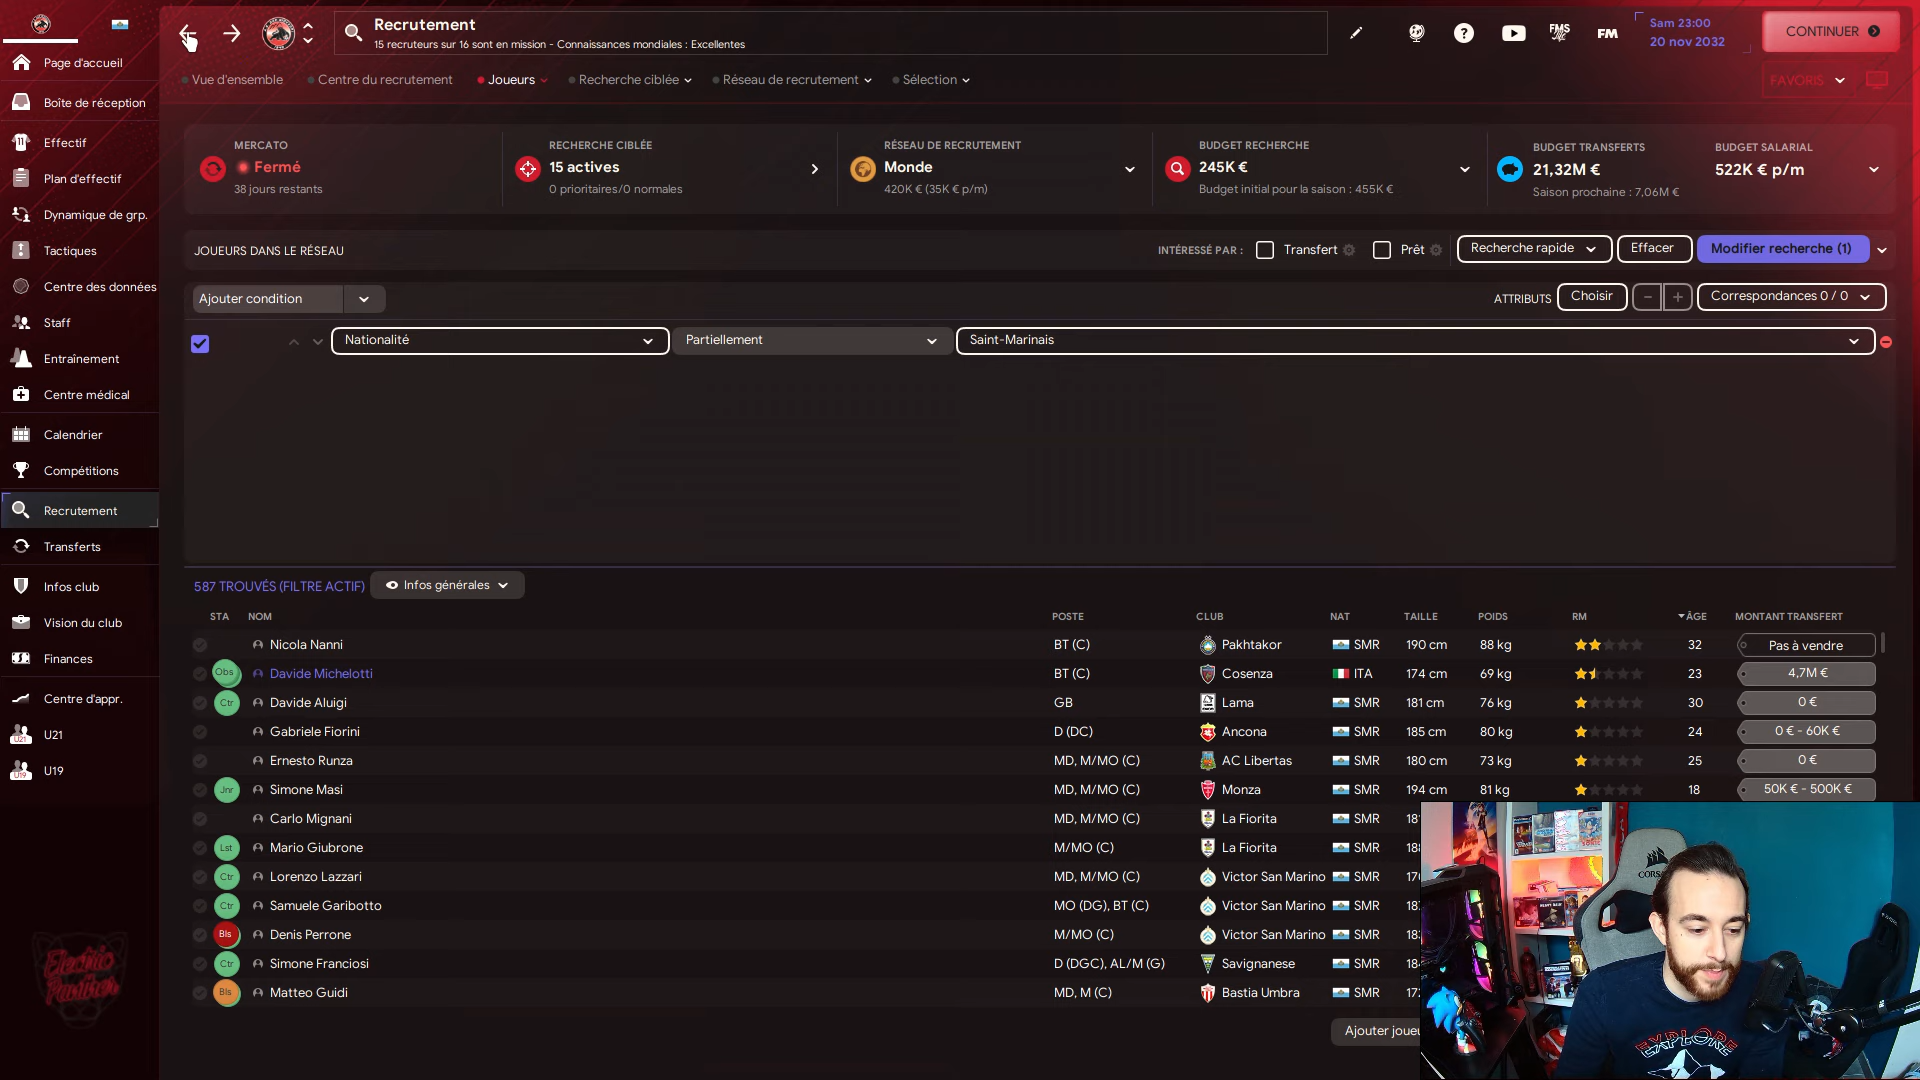 Recrutement
15 recruteurs sur 16 sont en mission - Connaissances mondiales : Excellentes
FMS
FM
Sam 23:00
20 nov 2032
CONTINUER
Vue d'ensemble
Centre du recrutement
Joueurs
Recherche ciblée
Réseau de recrutement
Sélection
FAVORIS
Page d'accueil
Boîte de réception
Effectif
Plan d'effectif
Dynamique de grp.
Tactiques
Centre des données
Staff
Entraînement
Centre médical
Calendrier
Compétitions
Recrutement
Transferts
Infos club
Vision du club
Finances
Centre d'appr.
U21
U19
Electric Panther
MERCATO
Fermé
38 jours restants
RECHERCHE CIBLÉE
15 actives
0 prioritaires/0 normales
RÉSEAU DE RECRUTEMENT
Monde
420K € (35K € p/m)
BUDGET RECHERCHE
245K €
Budget initial pour la saison : 455K €
BUDGET TRANSFERTS
21,32M €
Saison prochaine : 7,06M €
BUDGET SALARIAL
522K € p/m
JOUEURS DANS LE RÉSEAU
INTÉRESSÉ PAR :
Transfert
Prêt
Recherche rapide
Effacer
Modifier recherche (1)
Ajouter condition
ATTRIBUTS
Choisir
Correspondances 0 / 0
Nationalité
Partiellement
Saint-Marinais
587 TROUVÉS (FILTRE ACTIF)
Infos générales
STA NOM POSTE CLUB NAT TAILLE POIDS RM ÂGE MONTANT TRANSFERT
Nicola Nanni BT (C) Pakhtakor SMR 190 cm 88 kg 32 Pas à vendre
Obs Davide Michelotti BT (C) Cosenza ITA 174 cm 69 kg 23 4,7M €
Ctr Davide Aluigi GB Lama SMR 181 cm 76 kg 30 0 €
Gabriele Fiorini D (DC) Ancona SMR 185 cm 80 kg 24 0 € - 60K €
Ernesto Runza MD, M/MO (C) AC Libertas SMR 180 cm 73 kg 25 0 €
Jnr Simone Masi MD, M/MO (C) Monza SMR 194 cm 81 kg 18 50K € - 500K €
Carlo Mignani MD, M/MO (C) La Fiorita SMR
Lst Mario Giubrone M/MO (C) La Fiorita SMR
Ctr Lorenzo Lazzari MD, M/MO (C) Victor San Marino SMR
Ctr Samuele Garibotto MO (DG), BT (C) Victor San Marino SMR
Bls Denis Perrone M/MO (C) Victor San Marino SMR
Ctr Simone Franciosi D (DGC), AL/M (G) Savignanese SMR
Bls Matteo Guidi MD, M (C) Bastia Umbra SMR
Ajouter joueu
CORS
EXPLORE